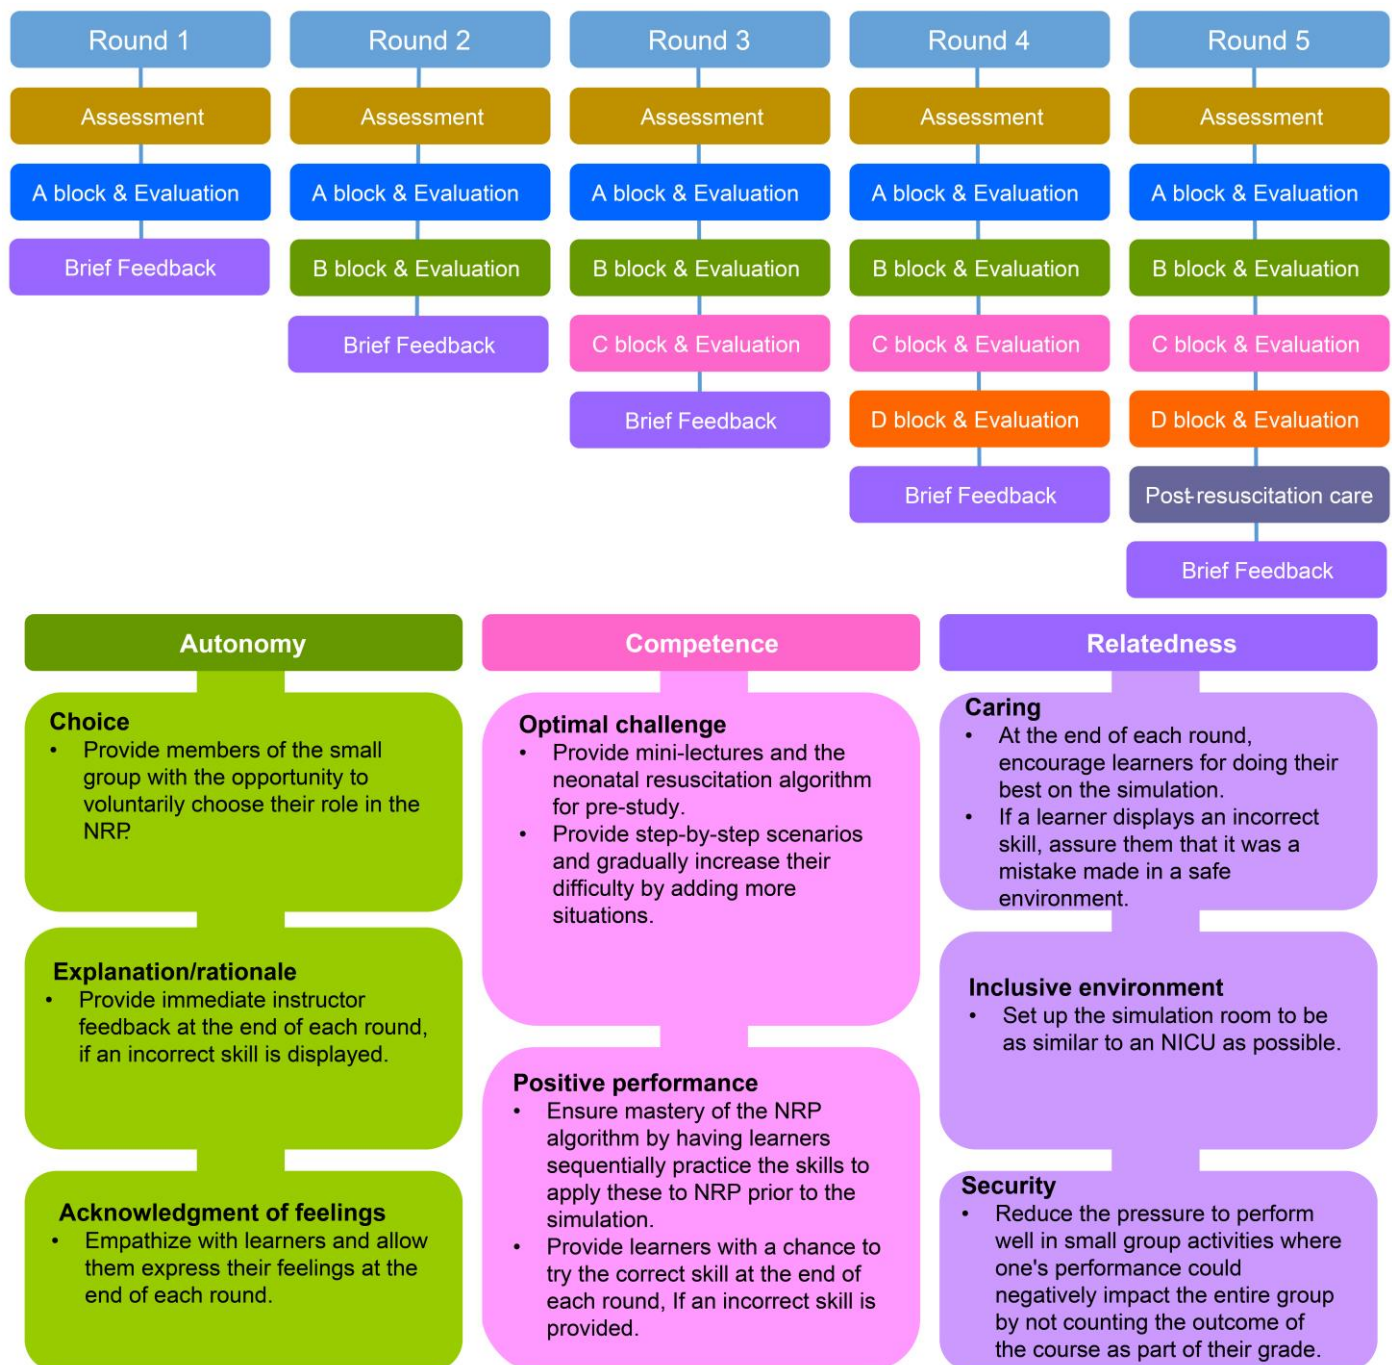 Round 1
Assessment
A block & Evaluation
Brief Feedback
Round 2
Assessment
A block & Evaluation
B block & Evaluation
Brief Feedback
Round 3
Assessment
A block & Evaluation
B block & Evaluation
C block & Evaluation
Brief Feedback
Round 4
Assessment
A block & Evaluation
B block & Evaluation
C block & Evaluation
D block & Evaluation
Brief Feedback
Round 5
Assessment
A block & Evaluation
B block & Evaluation
C block & Evaluation
D block & Evaluation
Post-resuscitation care
Brief Feedback
Autonomy
Choice
• Provide members of the small
group with the opportunity to
voluntarily choose their role in the
NRP.
Explanation/rationale
• Provide immediate instructor
feedback at the end of each round,
if an incorrect skill is displayed.
Acknowledgment of feelings
• Empathize with learners and allow
them express their feelings at the
end of each round.
Competence
Optimal challenge
• Provide mini-lectures and the
neonatal resuscitation algorithm
for pre-study.
• Provide step-by-step scenarios
and gradually increase their
difficulty by adding more
situations.
Positive performance
• Ensure mastery of the NRP
algorithm by having learners
sequentially practice the skills to
apply these to NRP prior to the
simulation.
• Provide learners with a chance to
try the correct skill at the end of
each round, If an incorrect skill is
provided.
Relatedness
Caring
• At the end of each round,
encourage learners for doing their
best on the simulation.
• If a learner displays an incorrect
skill, assure them that it was a
mistake made in a safe
environment.
Inclusive environment
• Set up the simulation room to be
as similar to an NICU as possible.
Security
• Reduce the pressure to perform
well in small group activities where
one's performance could
negatively impact the entire group
by not counting the outcome of
the course as part of their grade.